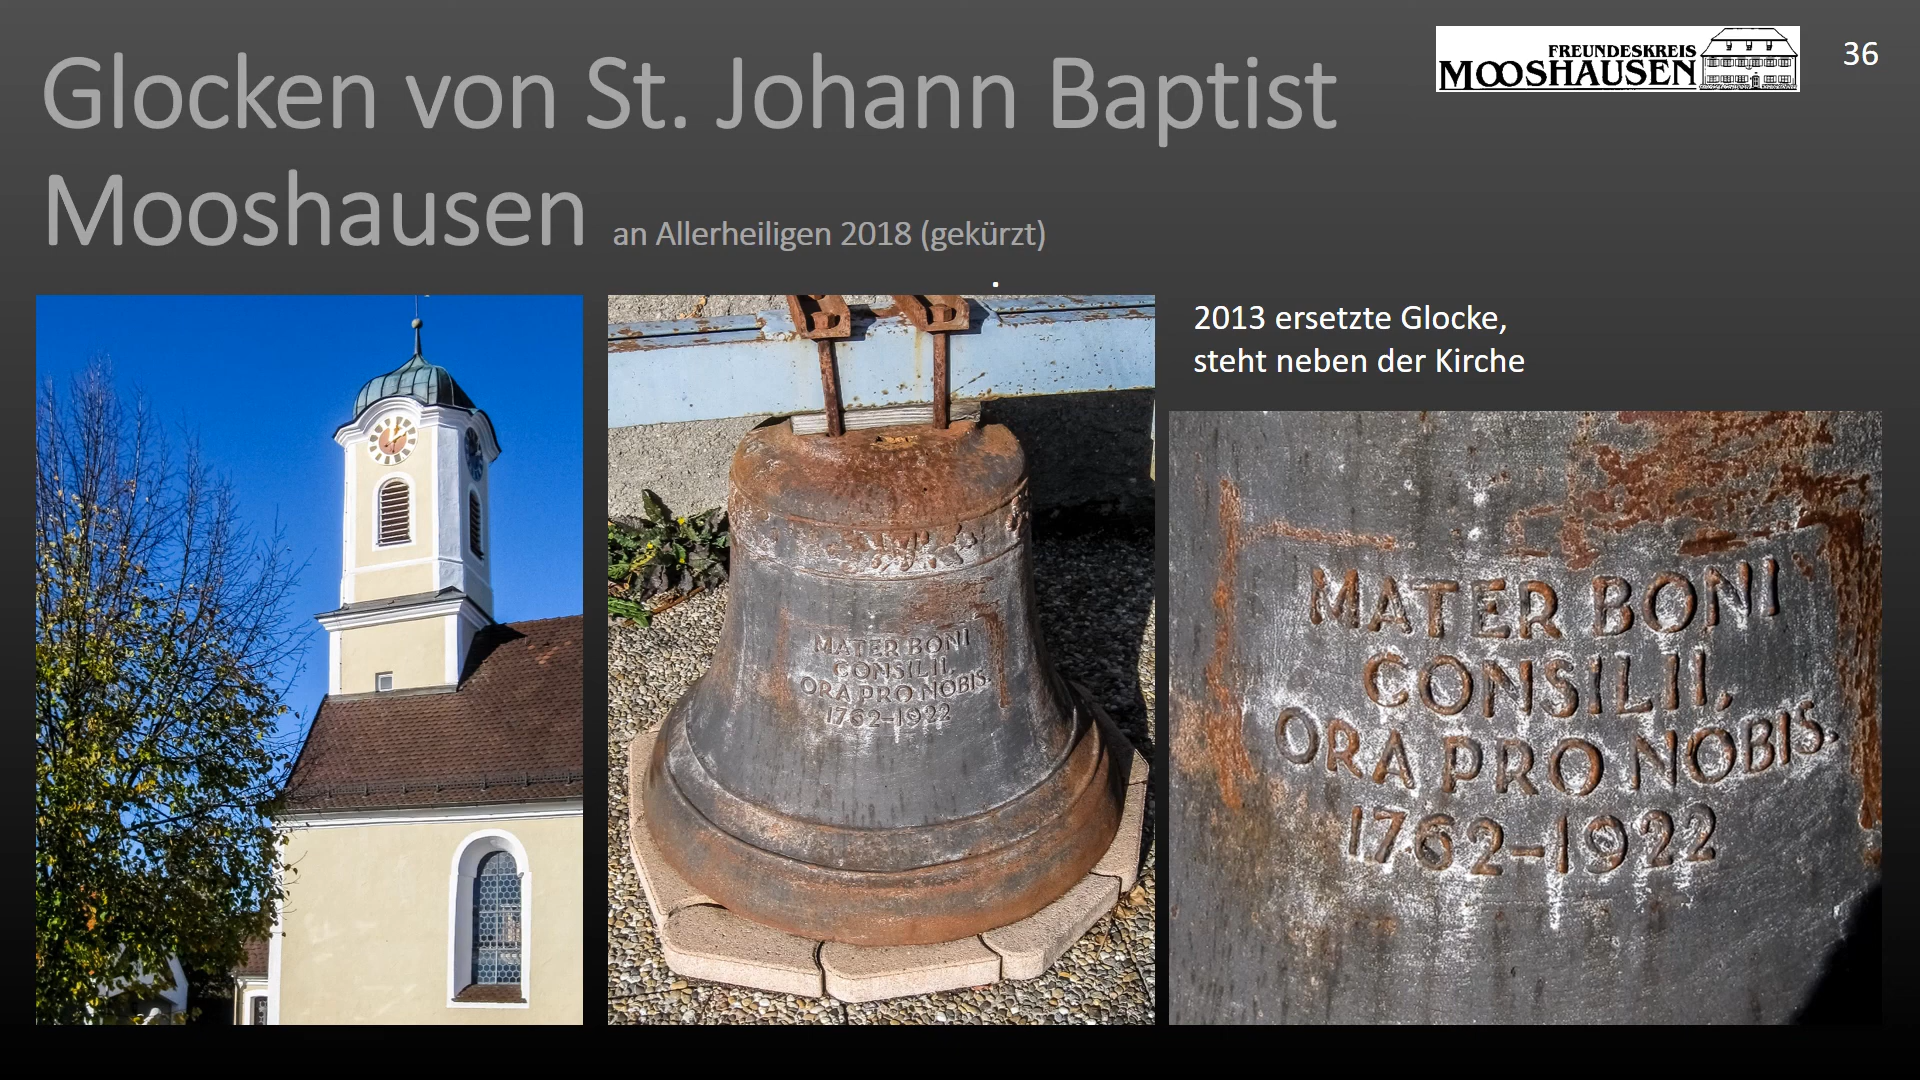 Glocken von St. Johann Baptist
Mooshausen an Allerheiligen 2018 (gekürzt)
FREUNDESKREIS
MOOSHAUSEN
36
.
2013 ersetzte Glocke,
steht neben der Kirche
MATER BONI
CONSILII,
ORA PRO NOBIS.
1762–1922
MATER BONI
CONSILII,
ORA PRO NOBIS.
1762–1922